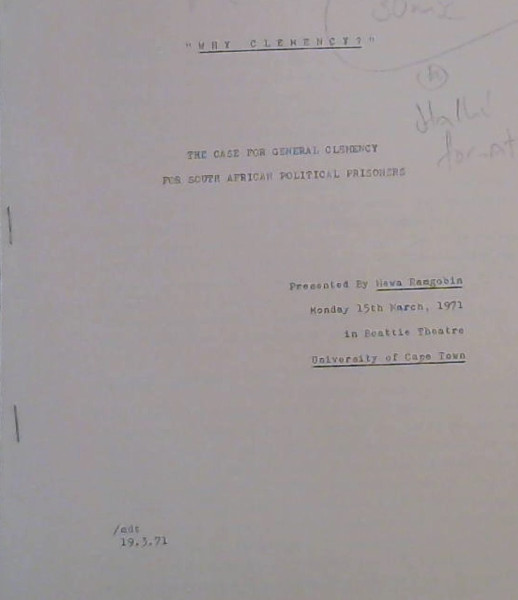 "WHY CLEMENCY?"
THE CASE FOR GENERAL CLEMENCY
FOR SOUTH AFRICAN POLITICAL PRISONERS
Presented By Mewa Ramgobin
Monday 15th March, 1971
in Beattie Theatre
University of Cape Town
/mdt
19.3.71